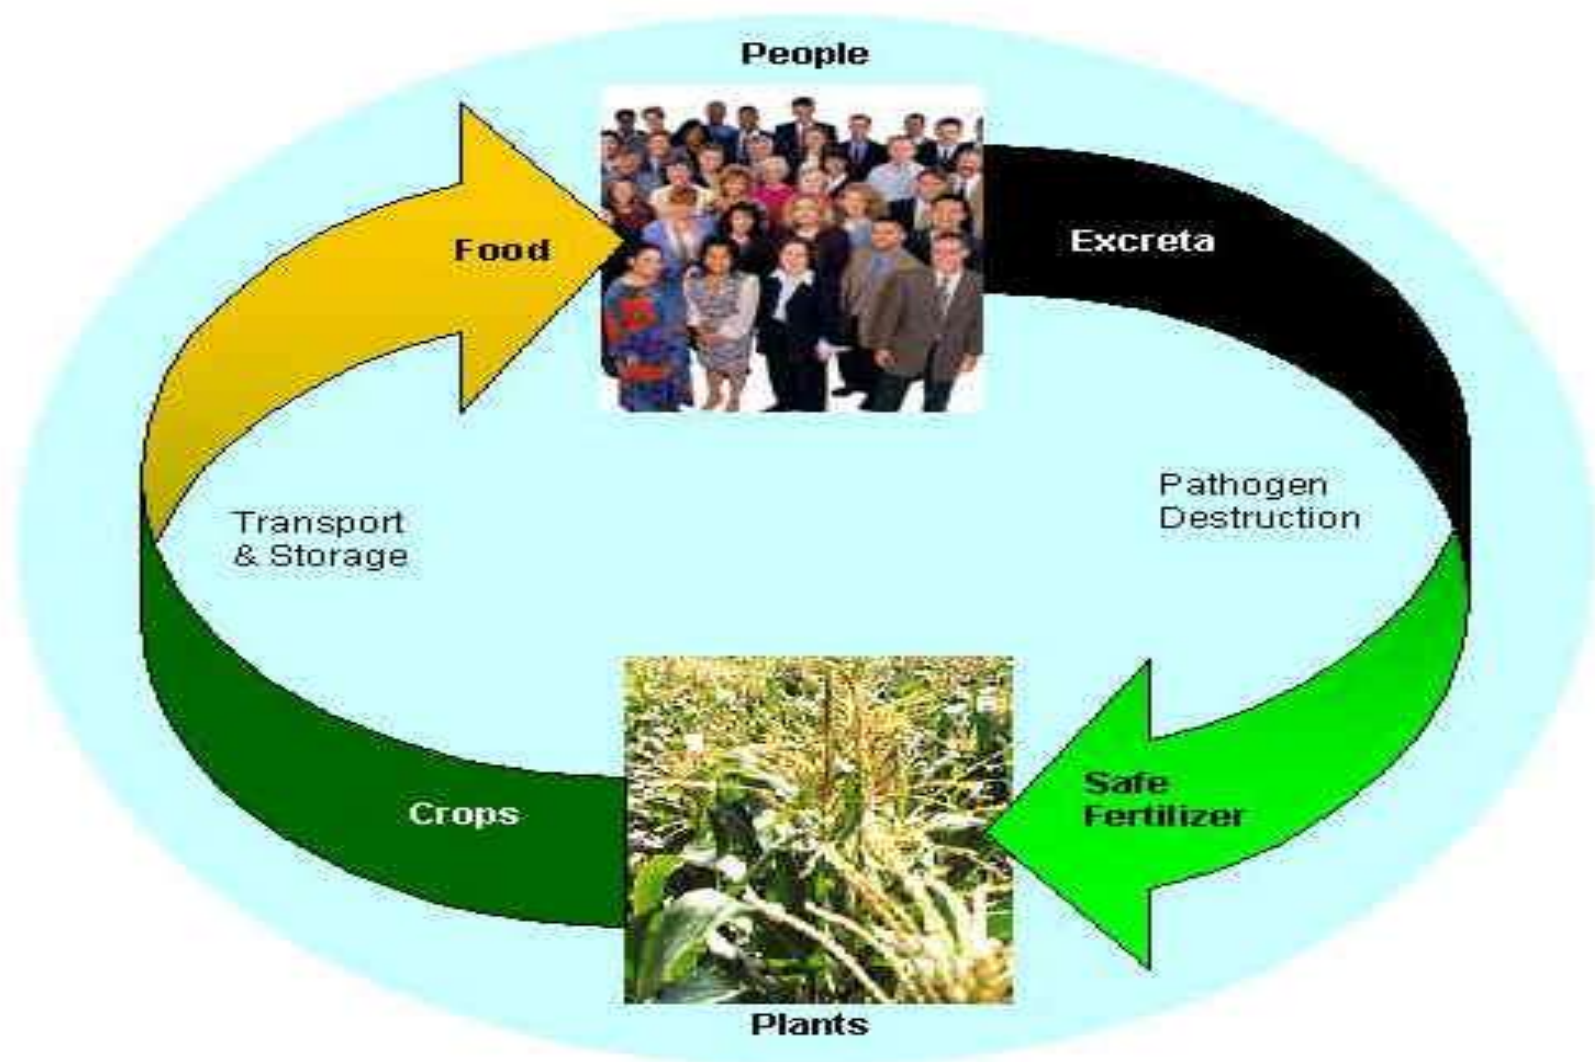 People
Food
Excreta
Transport
& Storage
Pathogen
Destruction
Crops
Safe
Fertilizer
Plants